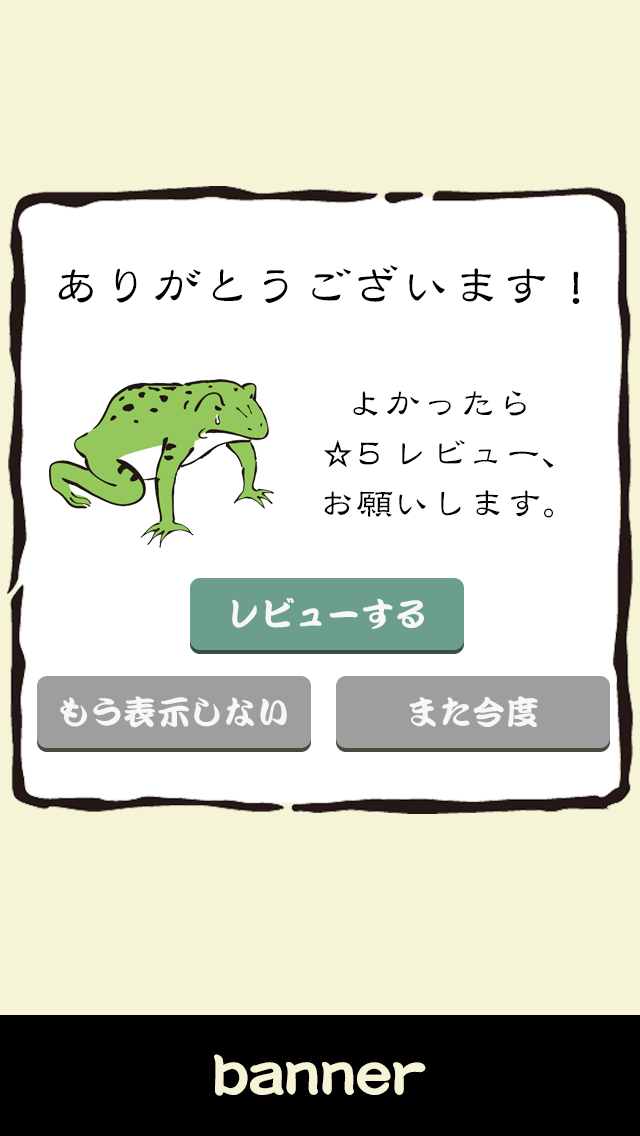 ありがとうございます！
よかったら
☆５レビュー、
お願いします。
レビューする
もう表示しない
また今度
banner